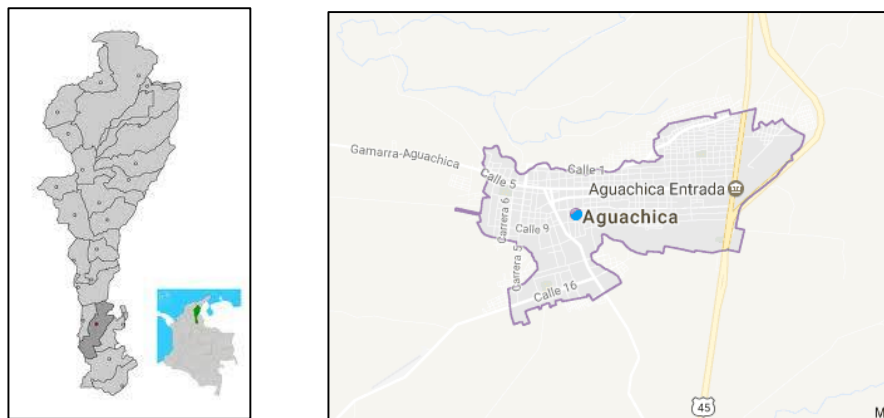 Gamarra-Aguachica
Calle 1
Calle 5
Aguachica Entrada
Carrera 6
Aguachica
Calle 9
Carrera 5
Calle 16
45
M